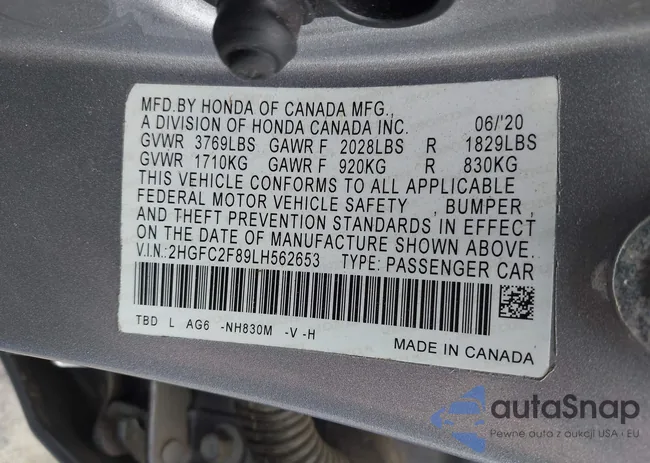 MFD.BY HONDA OF CANADA MFG.,
A DIVISION OF HONDA CANADA INC. 06/'20
GVWR 3769LBS GAWR F 2028LBS R 1829LBS
GVWR 1710KG GAWR F 920KG R 830KG
THIS VEHICLE CONFORMS TO ALL APPLICABLE
FEDERAL MOTOR VEHICLE SAFETY , BUMPER ,
AND THEFT PREVENTION STANDARDS IN EFFECT
ON THE DATE OF MANUFACTURE SHOWN ABOVE.
V.I.N.: 2HGFC2F89LH562653 TYPE: PASSENGER CAR
TBD L AG6 -NH830M -V -H
MADE IN CANADA
autaSnap
Pewne auta z aukcji USA i EU